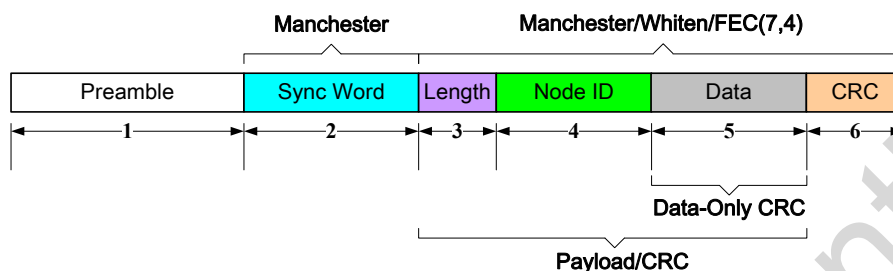 Manchester
Manchester/Whiten/FEC(7,4)
Preamble
Sync Word
Length
Node ID
Data
CRC
1
2
3
4
5
6
Data-Only CRC
Payload/CRC